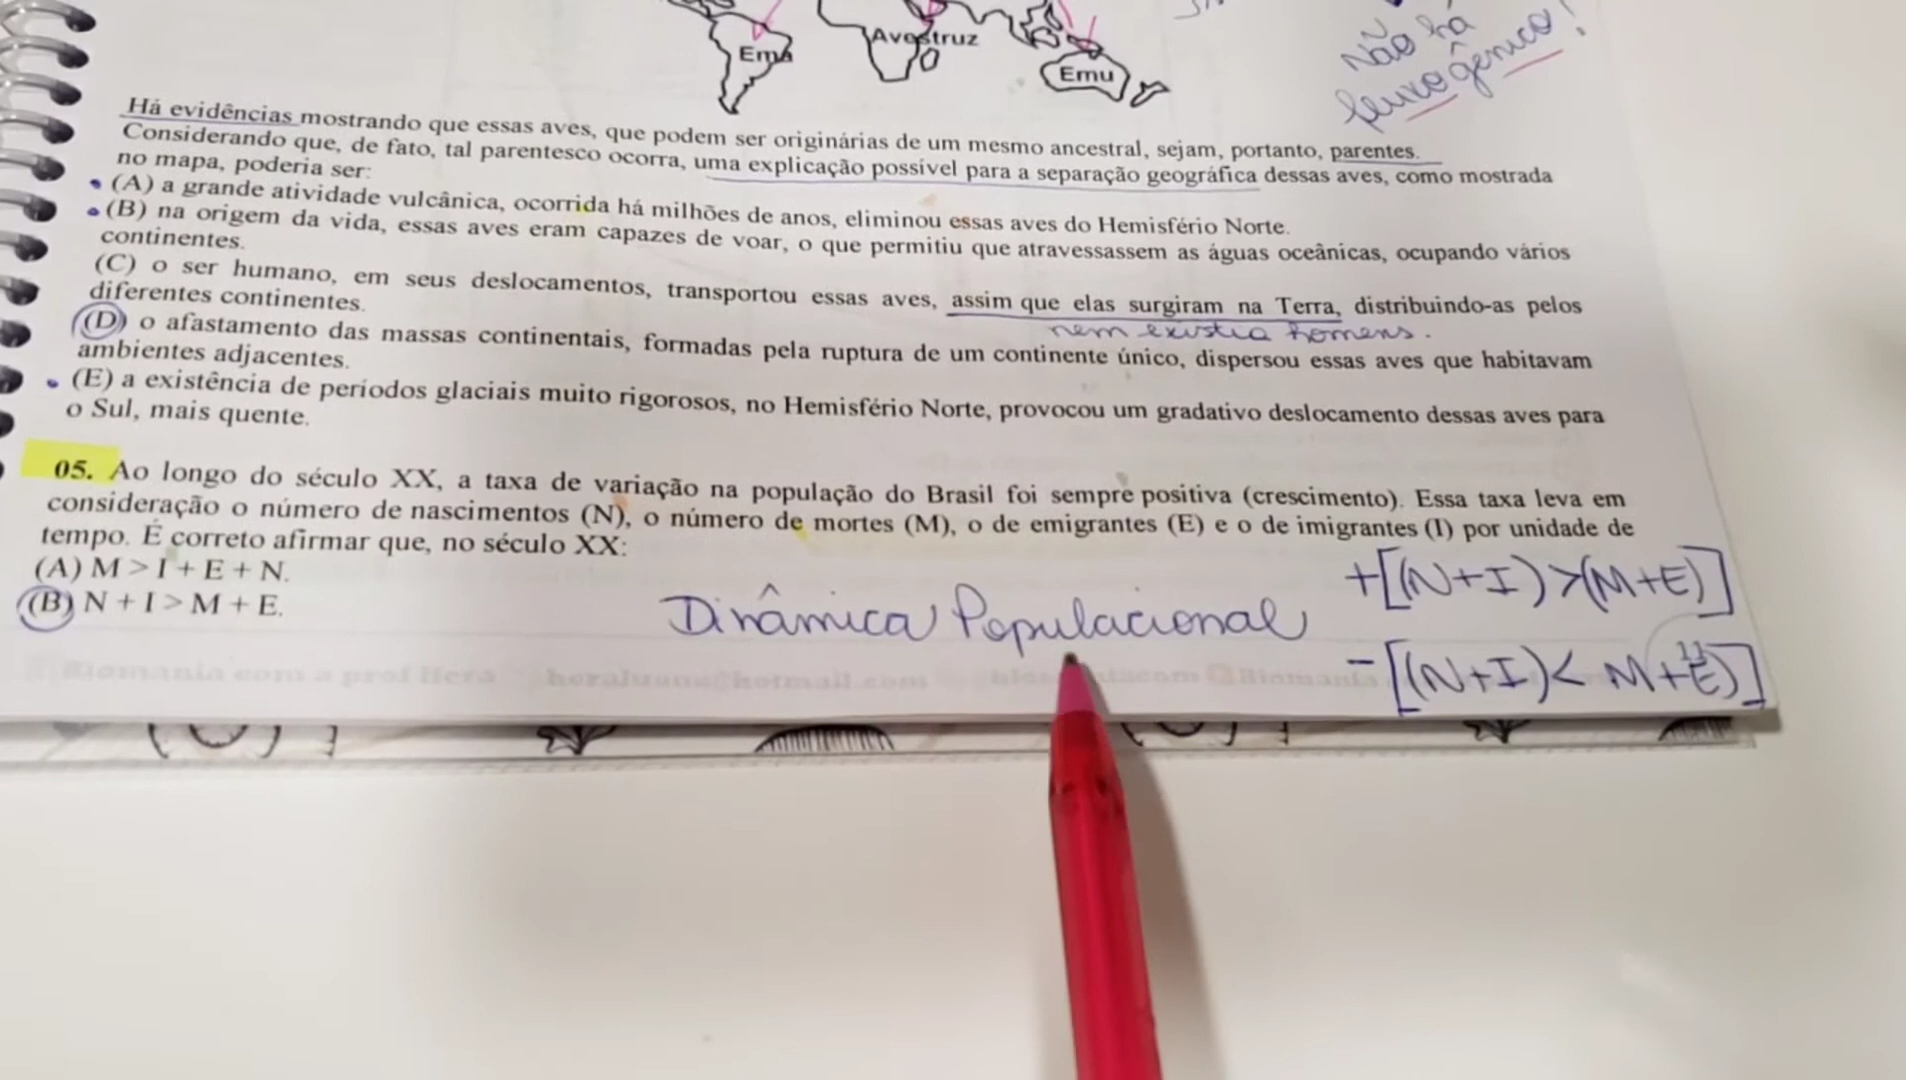 Ema
Avestruz
Emu
Não há
fluxo gênico!
Há evidências mostrando que essas aves, que podem ser originárias de um mesmo ancestral, sejam, portanto, parentes.
Considerando que, de fato, tal parentesco ocorra, uma explicação possível para a separação geográfica dessas aves, como mostrada
no mapa, poderia ser:
(A) a grande atividade vulcânica, ocorrida há milhões de anos, eliminou essas aves do Hemisfério Norte.
(B) na origem da vida, essas aves eram capazes de voar, o que permitiu que atravessassem as águas oceânicas, ocupando vários
continentes.
(C) o ser humano, em seus deslocamentos, transportou essas aves, assim que elas surgiram na Terra, distribuindo-as pelos
diferentes continentes.
nem existia homens.
(D) o afastamento das massas continentais, formadas pela ruptura de um continente único, dispersou essas aves que habitavam
ambientes adjacentes.
(E) a existência de períodos glaciais muito rigorosos, no Hemisfério Norte, provocou um gradativo deslocamento dessas aves para
o Sul, mais quente.
05. Ao longo do século XX, a taxa de variação na população do Brasil foi sempre positiva (crescimento). Essa taxa leva em
consideração o número de nascimentos (N), o número de mortes (M), o de emigrantes (E) e o de imigrantes (I) por unidade de
tempo. É correto afirmar que, no século XX:
(A) M > I + E + N.
(B) N + I > M + E.
Dinâmica Populacional
+[(N+I)>(M+E)]
-[(N+I)< M+E)]
11
Biomania com a prof Hera